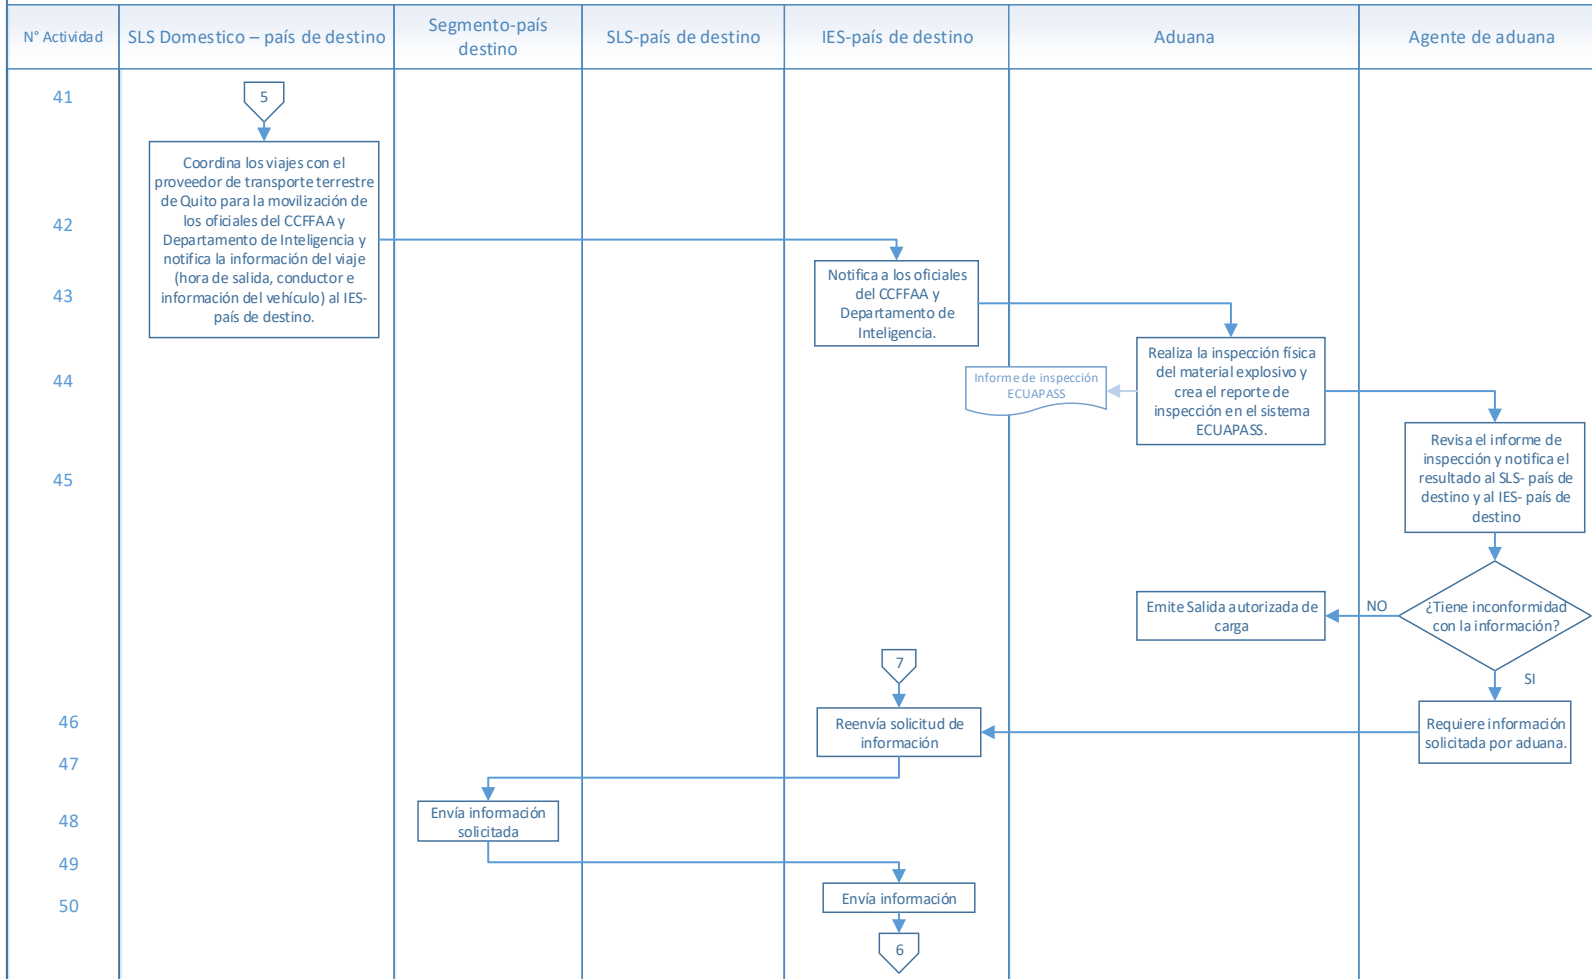 N° Actividad
SLS Domestico – país de destino
Segmento-país
destino
SLS-país de destino
IES-país de destino
Aduana
Agente de aduana
41
5
Coordina los viajes con el
proveedor de transporte terrestre
de Quito para la movilización de
los oficiales del CCFFAA y
Departamento de Inteligencia y
notifica la información del viaje
(hora de salida, conductor e
información del vehículo) al IES-
país de destino.
42
43
Notifica a los oficiales
del CCFFAA y
Departamento de
Inteligencia.
44
Informe de inspección
ECUAPASS
Realiza la inspección física
del material explosivo y
crea el reporte de
inspección en el sistema
ECUAPASS.
45
Revisa el informe de
inspección y notifica el
resultado al SLS- país de
destino y al IES- país de
destino
¿Tiene inconformidad
con la información?
NO
Emite Salida autorizada de
carga
SI
7
46
Reenvía solicitud de
información
Requiere información
solicitada por aduana.
47
48
Envía información
solicitada
49
50
Envía información
6